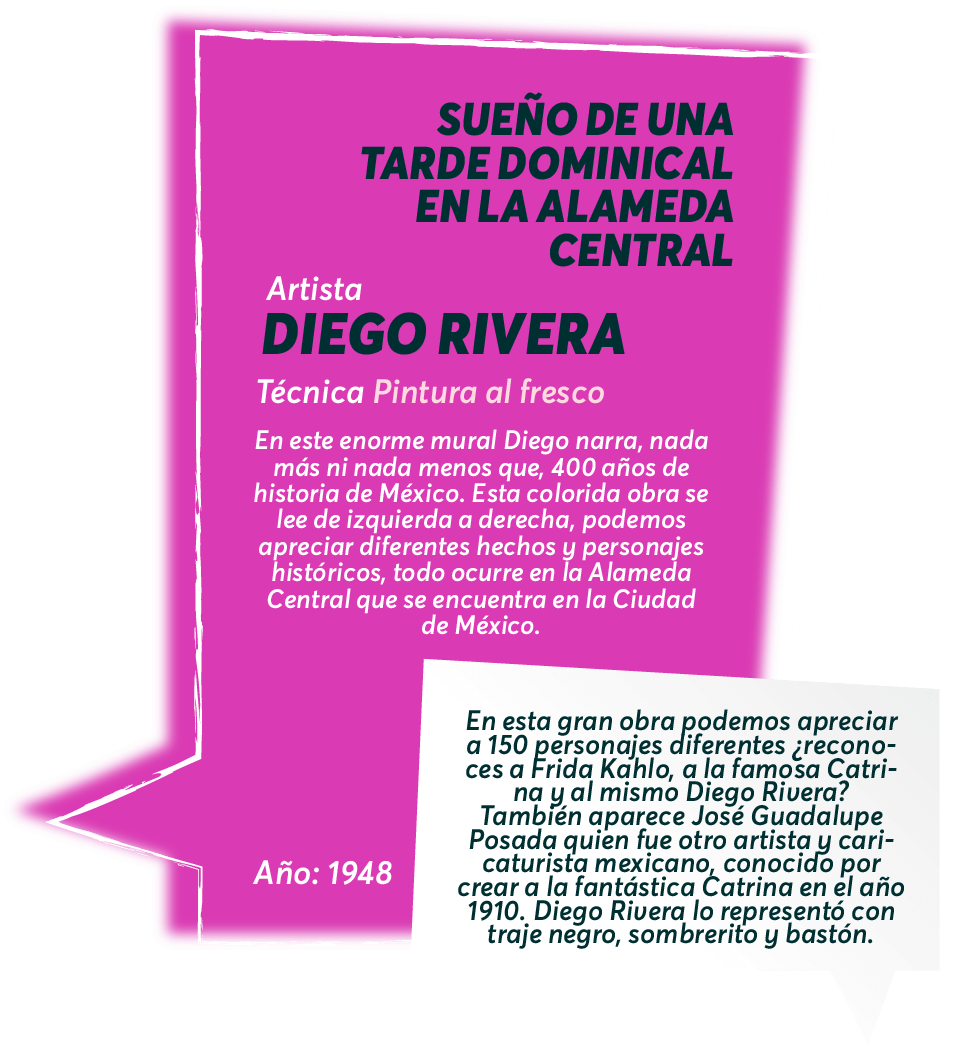 SUEÑO DE UNA
TARDE DOMINICAL
EN LA ALAMEDA
CENTRAL
Artista
DIEGO RIVERA
Técnica Pintura al fresco
En este enorme mural Diego narra, nada
más ni nada menos que, 400 años de
historia de México. Esta colorida obra se
lee de izquierda a derecha, podemos
apreciar diferentes hechos y personajes
históricos, todo ocurre en la Alameda
Central que se encuentra en la Ciudad
de México.
Año: 1948
En esta gran obra podemos apreciar
a 150 personajes diferentes ¿recono-
ces a Frida Kahlo, a la famosa Catri-
na y al mismo Diego Rivera?
También aparece José Guadalupe
Posada quien fue otro artista y cari-
caturista mexicano, conocido por
crear a la fantástica Catrina en el año
1910. Diego Rivera lo representó con
traje negro, sombrerito y bastón.